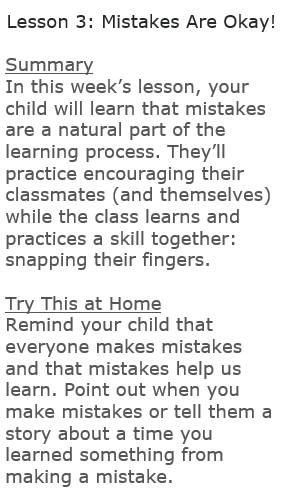 Lesson 3: Mistakes Are Okay!
Summary
In this week’s lesson, your
child will learn that mistakes
are a natural part of the
learning process. They’ll
practice encouraging their
classmates (and themselves)
while the class learns and
practices a skill together:
snapping their fingers.
Try This at Home
Remind your child that
everyone makes mistakes
and that mistakes help us
learn. Point out when you
make mistakes or tell them a
story about a time you
learned something from
making a mistake.